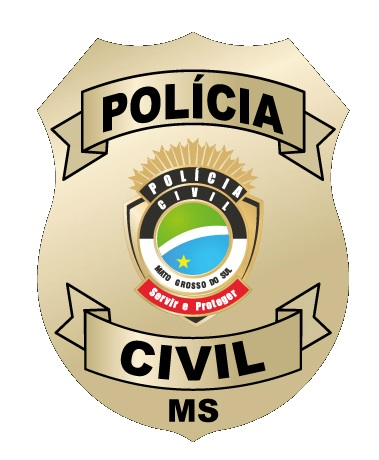 POLÍCIA
POLÍCIA
CIVIL
MATO GROSSO DO SUL
Servir e Proteger
CIVIL
MS